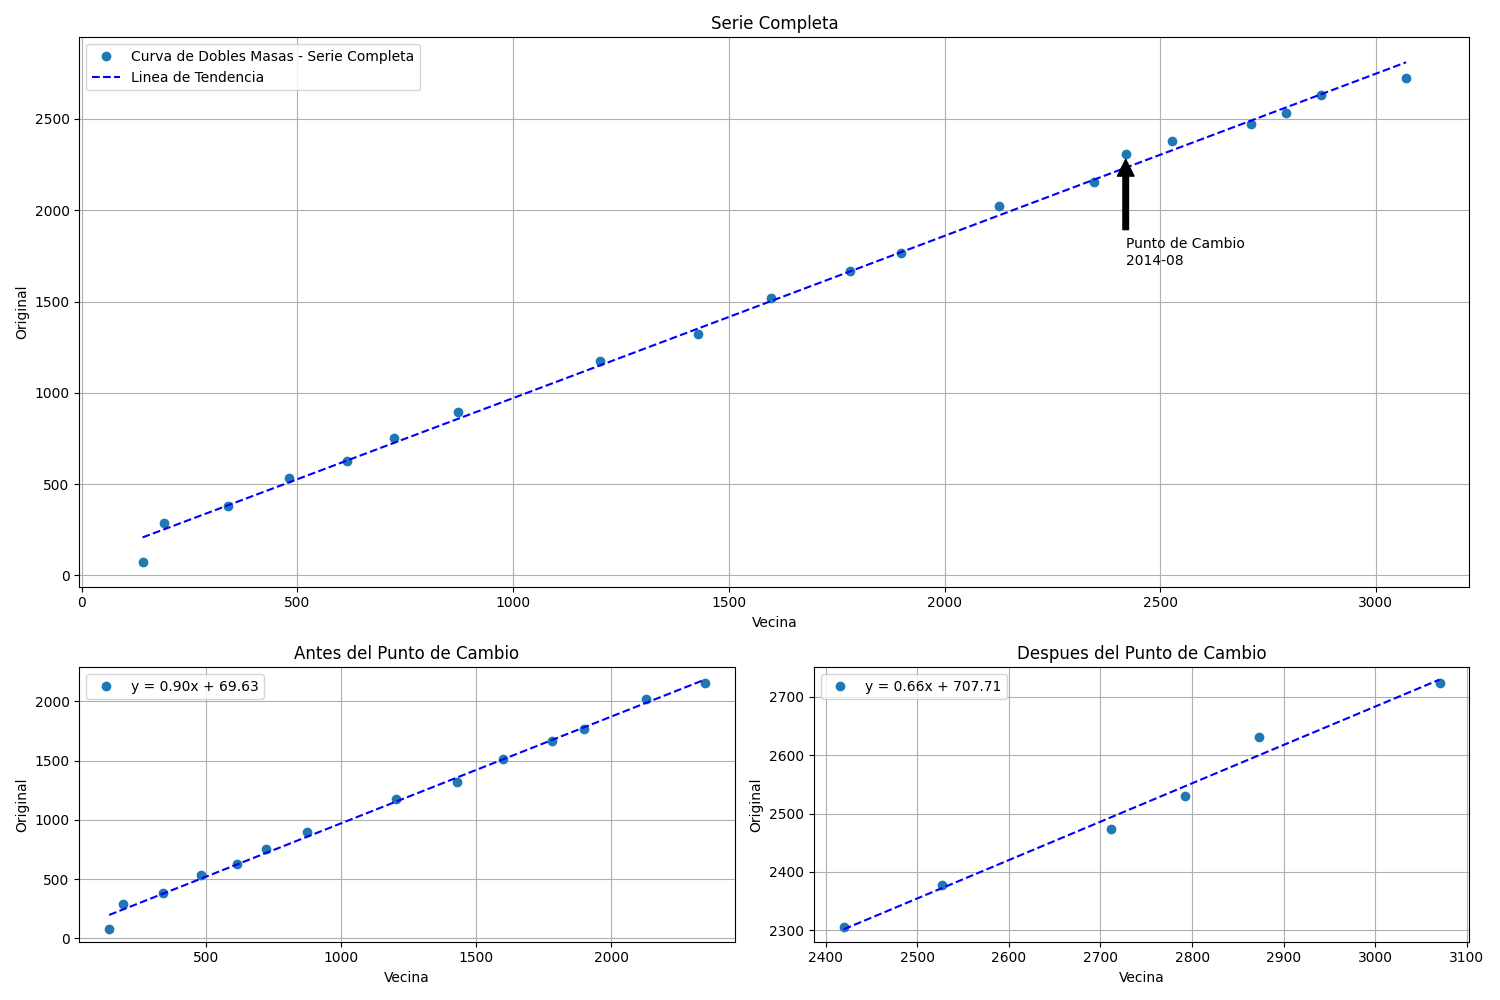 Serie Completa
Curva de Dobles Masas - Serie Completa
Linea de Tendencia
2500
2000
1500
1000
500
0
Original
Punto de Cambio
2014-08
0
500
1000
1500
2000
2500
3000
Vecina
Antes del Punto de Cambio
y = 0.90x + 69.63
2000
1500
1000
500
0
Original
500
1000
1500
2000
Vecina
Despues del Punto de Cambio
y = 0.66x + 707.71
2700
2600
2500
2400
2300
Original
2400
2500
2600
2700
2800
2900
3000
3100
Vecina